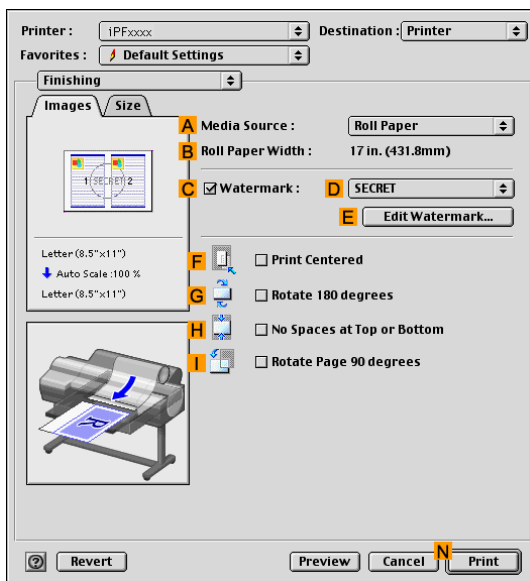 Printer : iPFxxxx Destination : Printer
Favorites : Default Settings
Finishing
Images Size
A Media Source : Roll Paper
B Roll Paper Width : 17 in. (431.8mm)
1 SECRET 2
C Watermark : D SECRET
E Edit Watermark...
Letter (8.5"x11")
Auto Scale :100 %
Letter (8.5"x11")
F Print Centered
G Rotate 180 degrees
H No Spaces at Top or Bottom
I Rotate Page 90 degrees
R
N
? Revert Preview Cancel Print